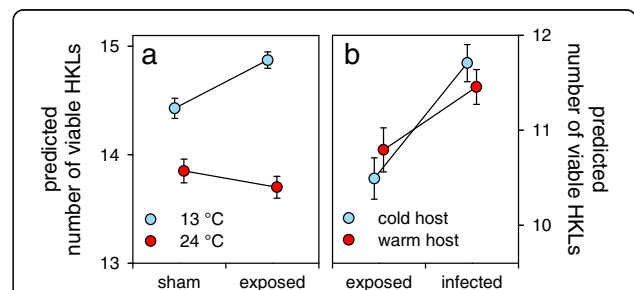 predicted
number of viable HKLs
15
14
13
a
13 °C
24 °C
sham exposed
b
cold host
warm host
exposed infected
12
11
10
predicted
number of viable HKLs